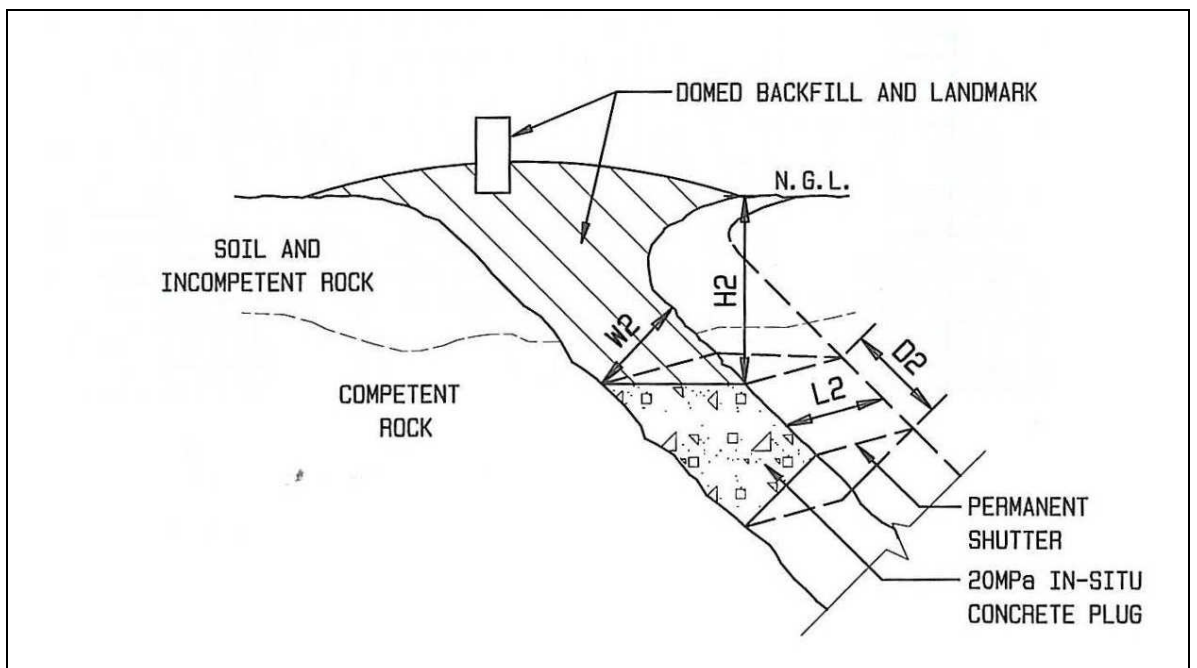 DOMED BACKFILL AND LANDMARK
N.G.L.
SOIL AND
INCOMPETENT ROCK
H2
W2
D2
L2
COMPETENT
ROCK
PERMANENT
SHUTTER
20MPa IN-SITU
CONCRETE PLUG